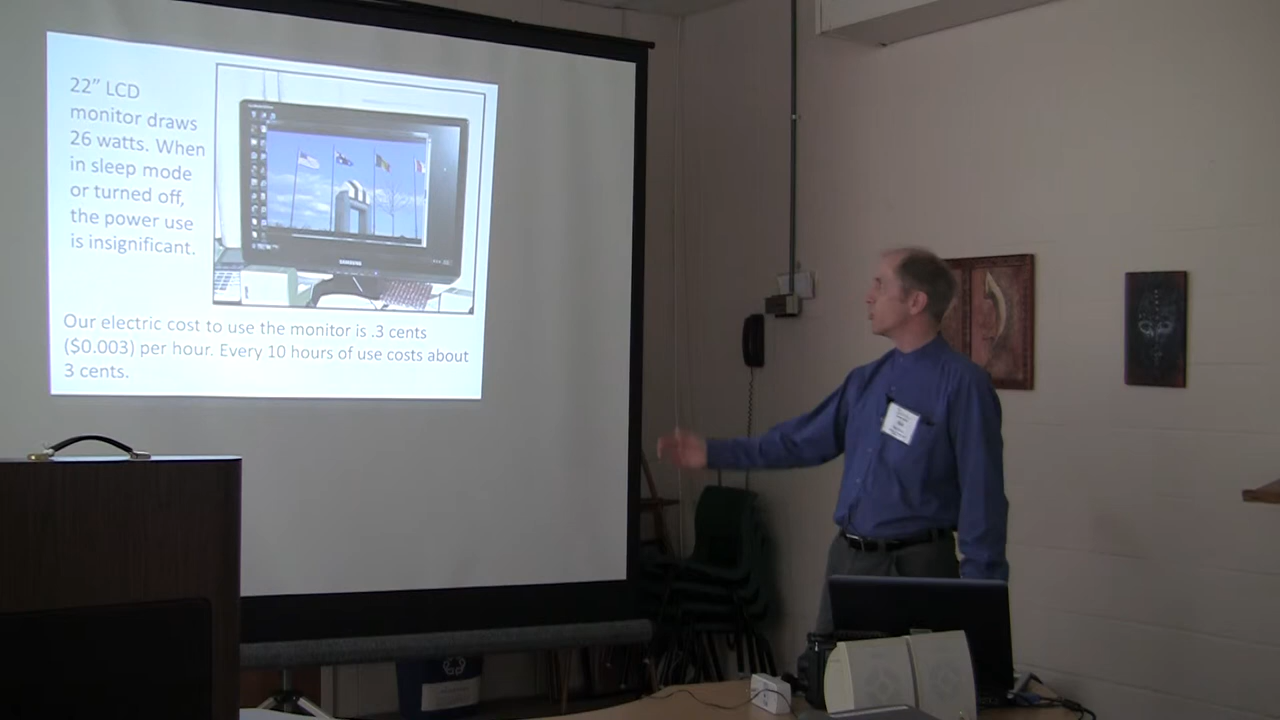 22” LCD
monitor draws
26 watts. When
in sleep mode
or turned off,
the power use
is insignificant.
SAMSUNG
Our electric cost to use the monitor is .3 cents
($0.003) per hour. Every 10 hours of use costs about
3 cents.